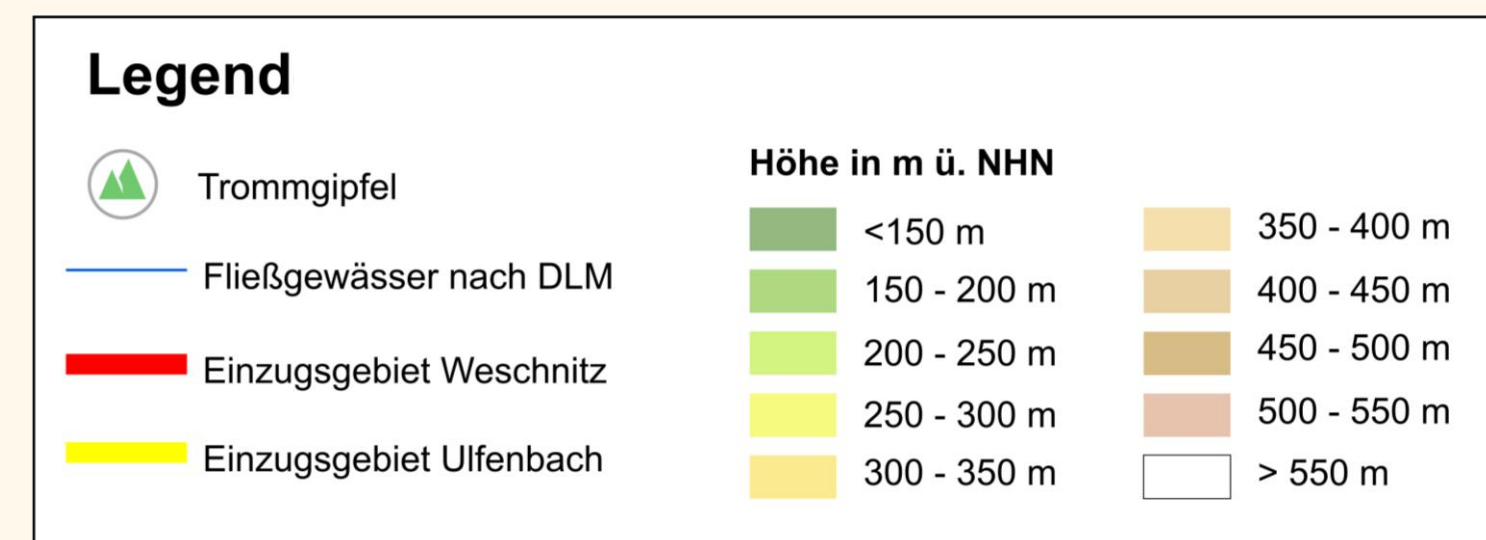 Legend
Trommgipfel
Fließgewässer nach DLM
Einzugsgebiet Weschnitz
Einzugsgebiet Ulfenbach
Höhe in m ü. NHN
<150 m
150 - 200 m
200 - 250 m
250 - 300 m
300 - 350 m
350 - 400 m
400 - 450 m
450 - 500 m
500 - 550 m
> 550 m